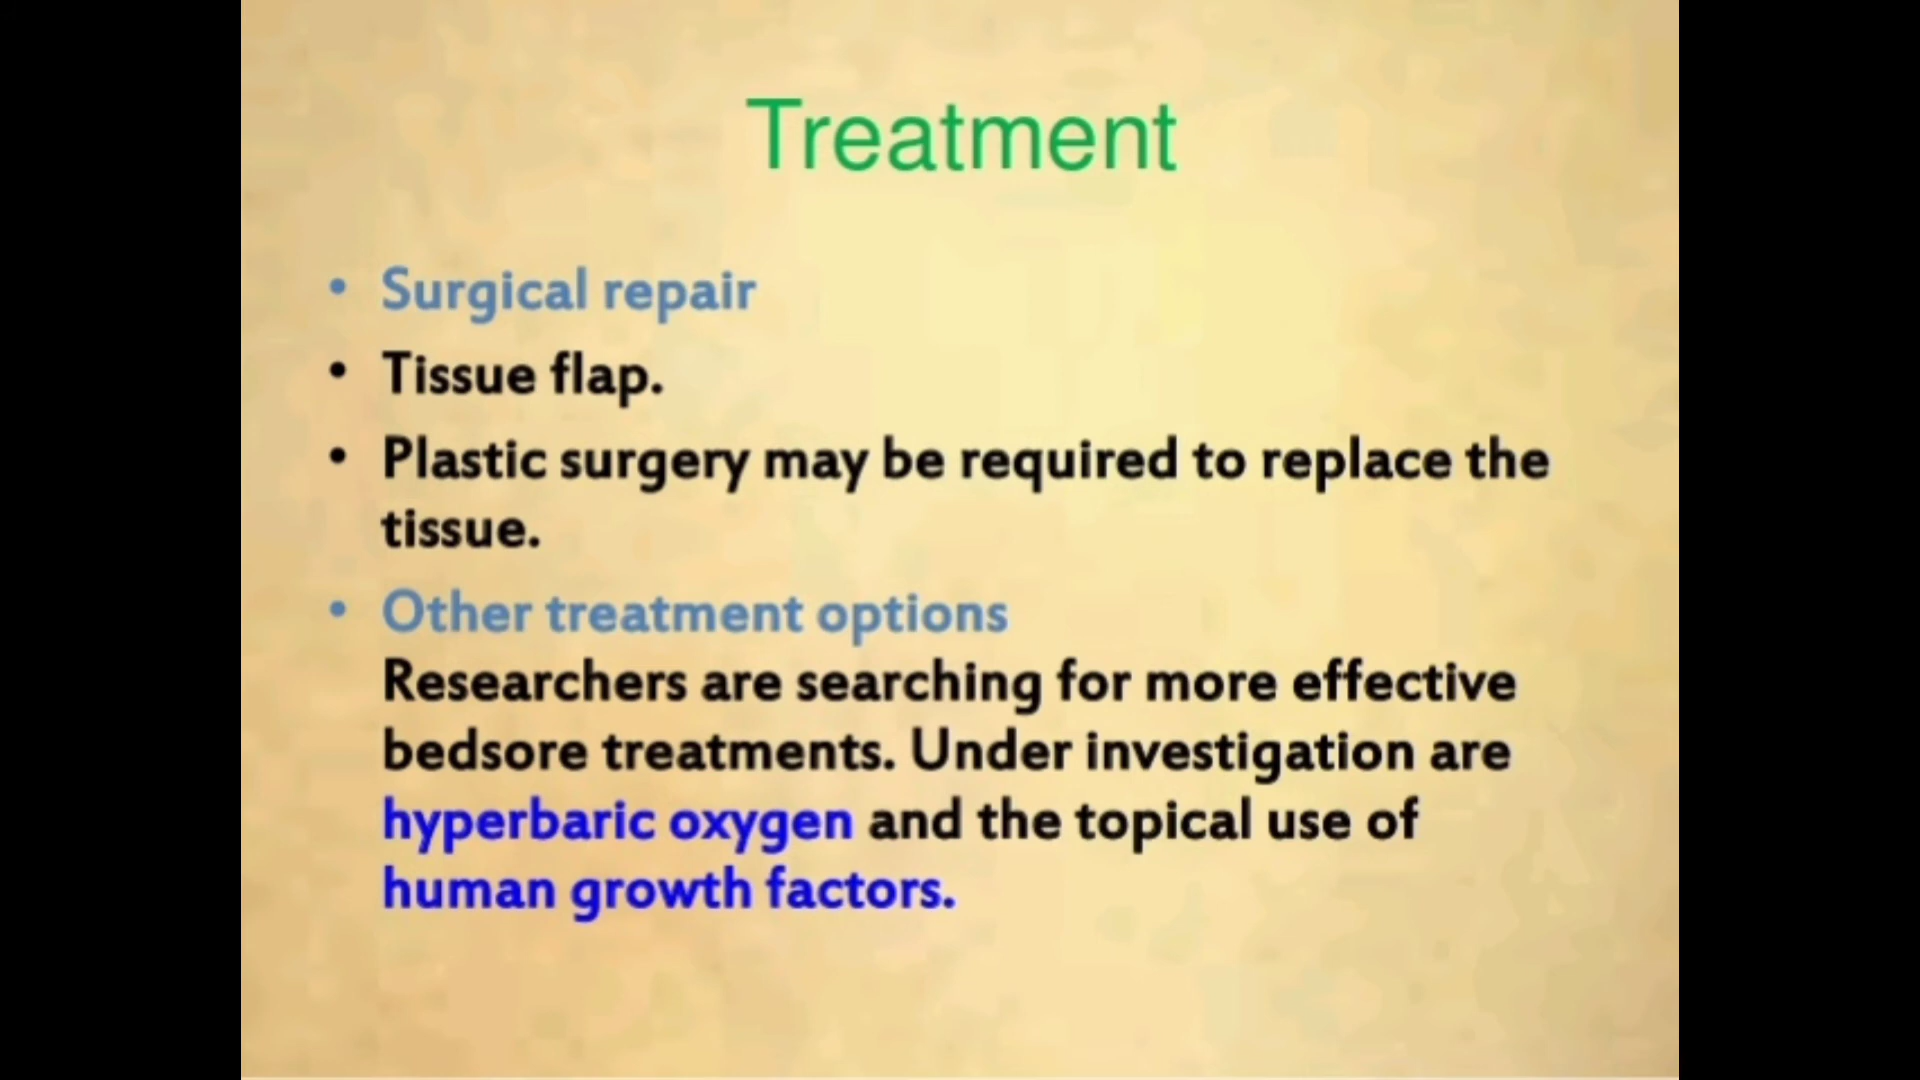 Treatment
• Surgical repair
• Tissue flap.
• Plastic surgery may be required to replace the
tissue.
• Other treatment options
Researchers are searching for more effective
bedsore treatments. Under investigation are
hyperbaric oxygen and the topical use of
human growth factors.